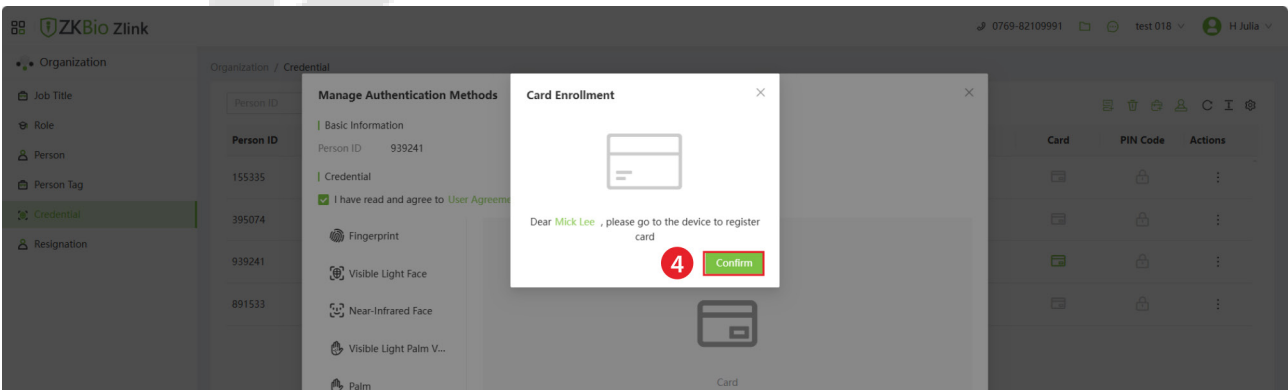 ZKBio Zlink
0769-82109991 test 018 H Julia
Organization
Job Title
Role
Person
Person Tag
Credential
Resignation
Organization / Credential
Person ID
Person ID Card PIN Code Actions
155335
395074
939241
891533
Manage Authentication Methods
Basic Information
Person ID 939241
Credential
I have read and agree to User Agreeme
Fingerprint
Visible Light Face
Near-Infrared Face
Visible Light Palm V...
Palm
Card
Card Enrollment
Dear Mick Lee , please go to the device to register
card
4 Confirm